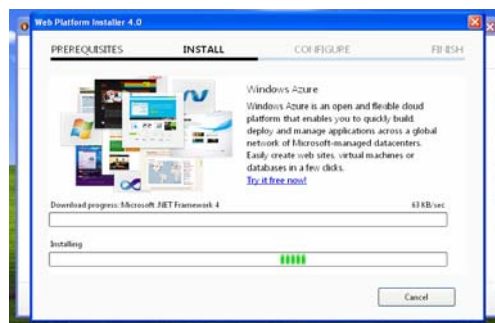 Web Platform Installer 4.0
PREREQUISITES INSTALL CONFIGURE FINISH
Windows Azure
Windows Azure is an open and flexible cloud
platform that enables you to quickly build,
deploy and manage applications across a global
network of Microsoft-managed datacenters.
Easily create web sites, virtual machines or
databases in a few clicks.
Try it free now!
Download progress: Microsoft .NET Framework 4 63 KB/sec
Installing
Cancel